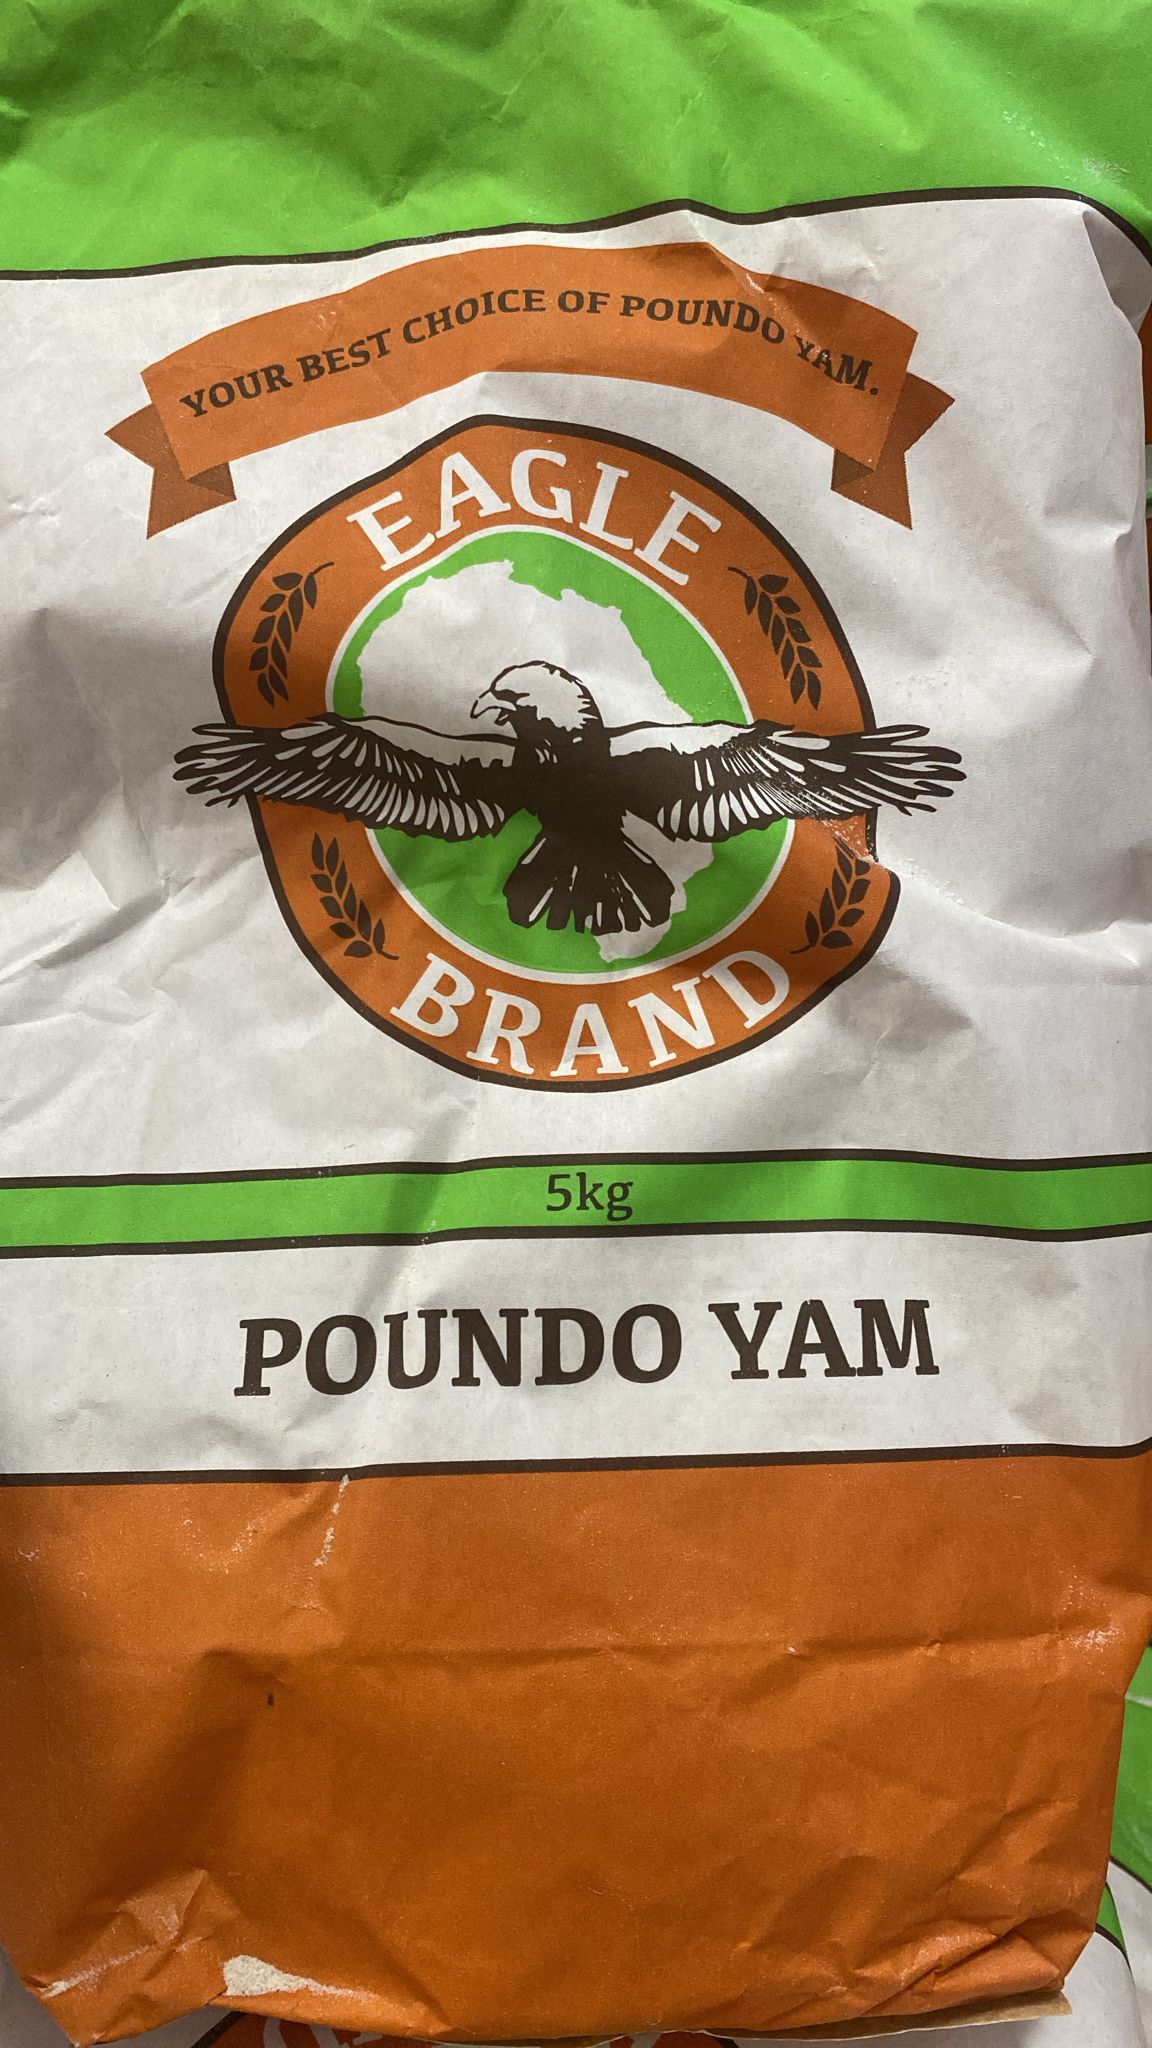 YOUR BEST CHOICE OF POUNDO YAM.
EAGLE
BRAND
5kg
POUNDO YAM